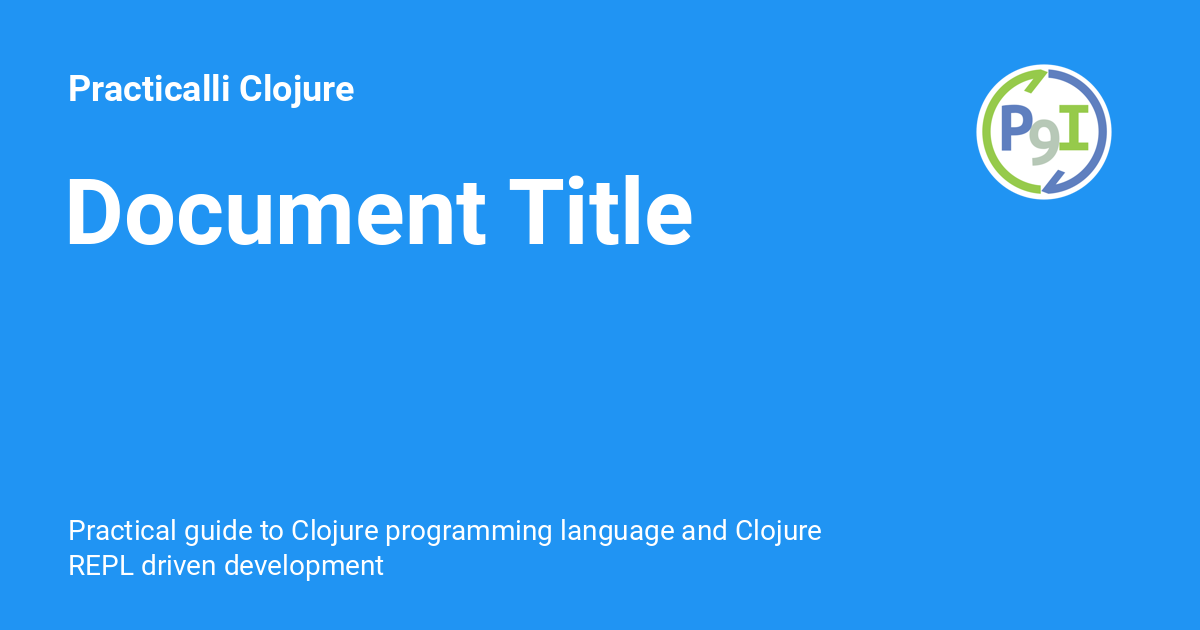 Practicalli Clojure
P9I
Document Title
Practical guide to Clojure programming language and Clojure
REPL driven development